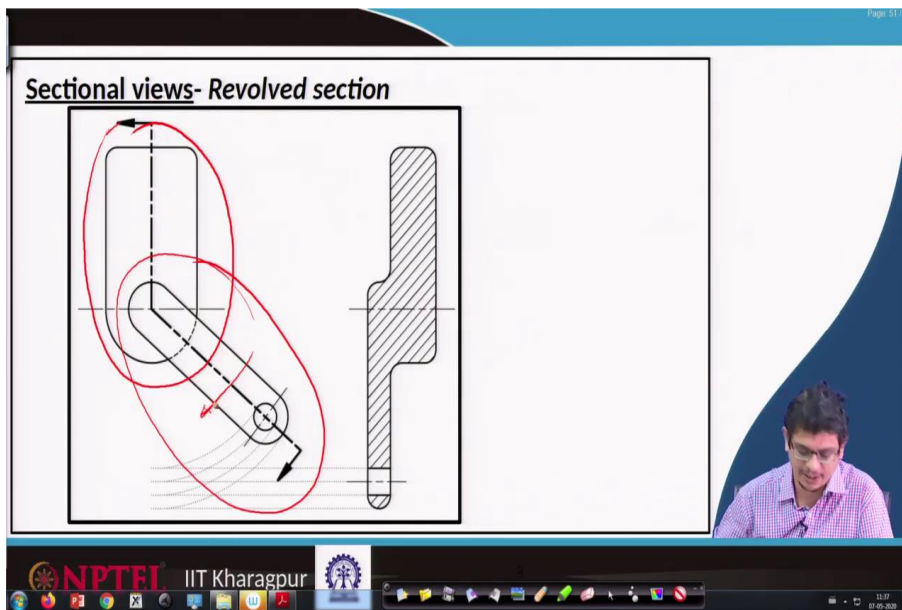 Page: 51/
Sectional views- Revolved section
NPTEL IIT Kharagpur
11:37
07-05-2020